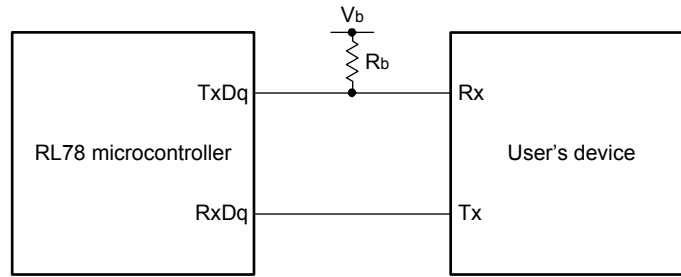 Vb
Rb
TxDq
Rx
RL78 microcontroller
User's device
RxDq
Tx